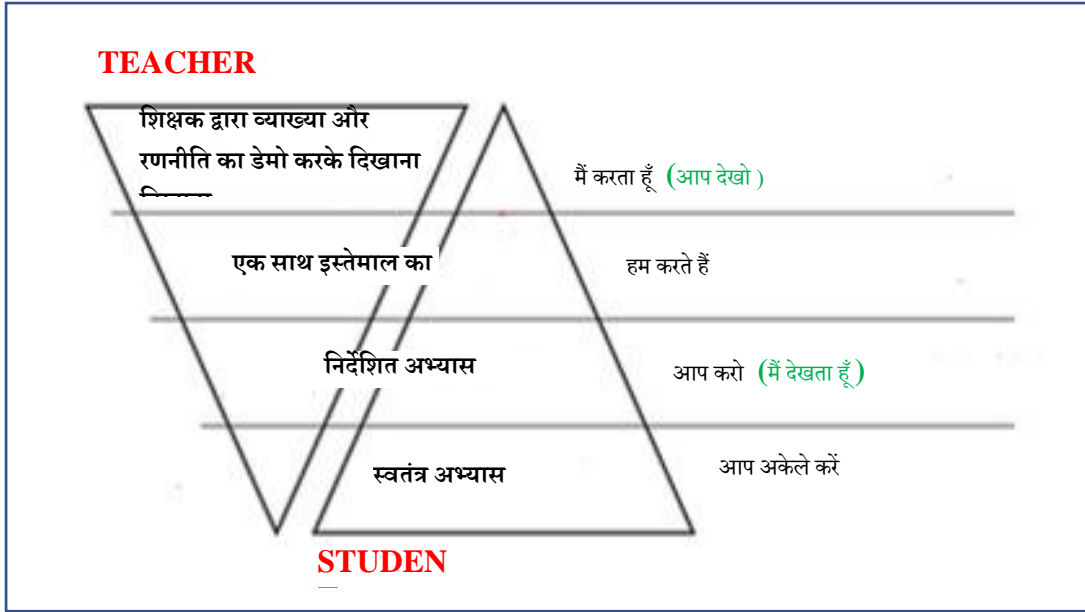 TEACHER
शिक्षक द्वारा व्याख्या और
रणनीति का डेमो करके दिखाना
मैं करता हूँ (आप देखो )
एक साथ इस्तेमाल का
हम करते हैं
निर्देशित अभ्यास
आप करो (मैं देखता हूँ )
स्वतंत्र अभ्यास
आप अकेले करें
STUDEN